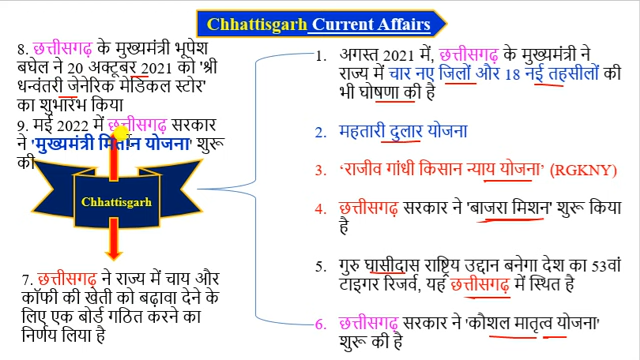 Chhattisgarh Current Affairs
8. छत्तीसगढ़ के मुख्यमंत्री भूपेश
बघेल ने 20 अक्टूबर 2021 को 'श्री
धन्वंतरी जेनेरिक मेडिकल स्टोर'
का शुभारंभ किया
9. मई 2022 में छत्तीसगढ़ सरकार
ने 'मुख्यमंत्री मितान योजना' शुरू
की
Chhattisgarh
7. छत्तीसगढ़ ने राज्य में चाय और
कॉफी की खेती को बढ़ावा देने के
लिए एक बोर्ड गठित करने का
निर्णय लिया है
1. अगस्त 2021 में, छत्तीसगढ़ के मुख्यमंत्री ने
राज्य में चार नए जिलों और 18 नई तहसीलों की
भी घोषणा की है
2. महतारी दुलार योजना
3. 'राजीव गांधी किसान न्याय योजना' (RGKNY)
4. छत्तीसगढ़ सरकार ने 'बाजरा मिशन' शुरू किया
है
5. गुरु घासीदास राष्ट्रिय उद्दान बनेगा देश का 53वां
टाइगर रिजर्व, यह छत्तीसगढ़ में स्थित है
6. छत्तीसगढ़ सरकार ने 'कौशल मातृत्व योजना'
शुरू की है